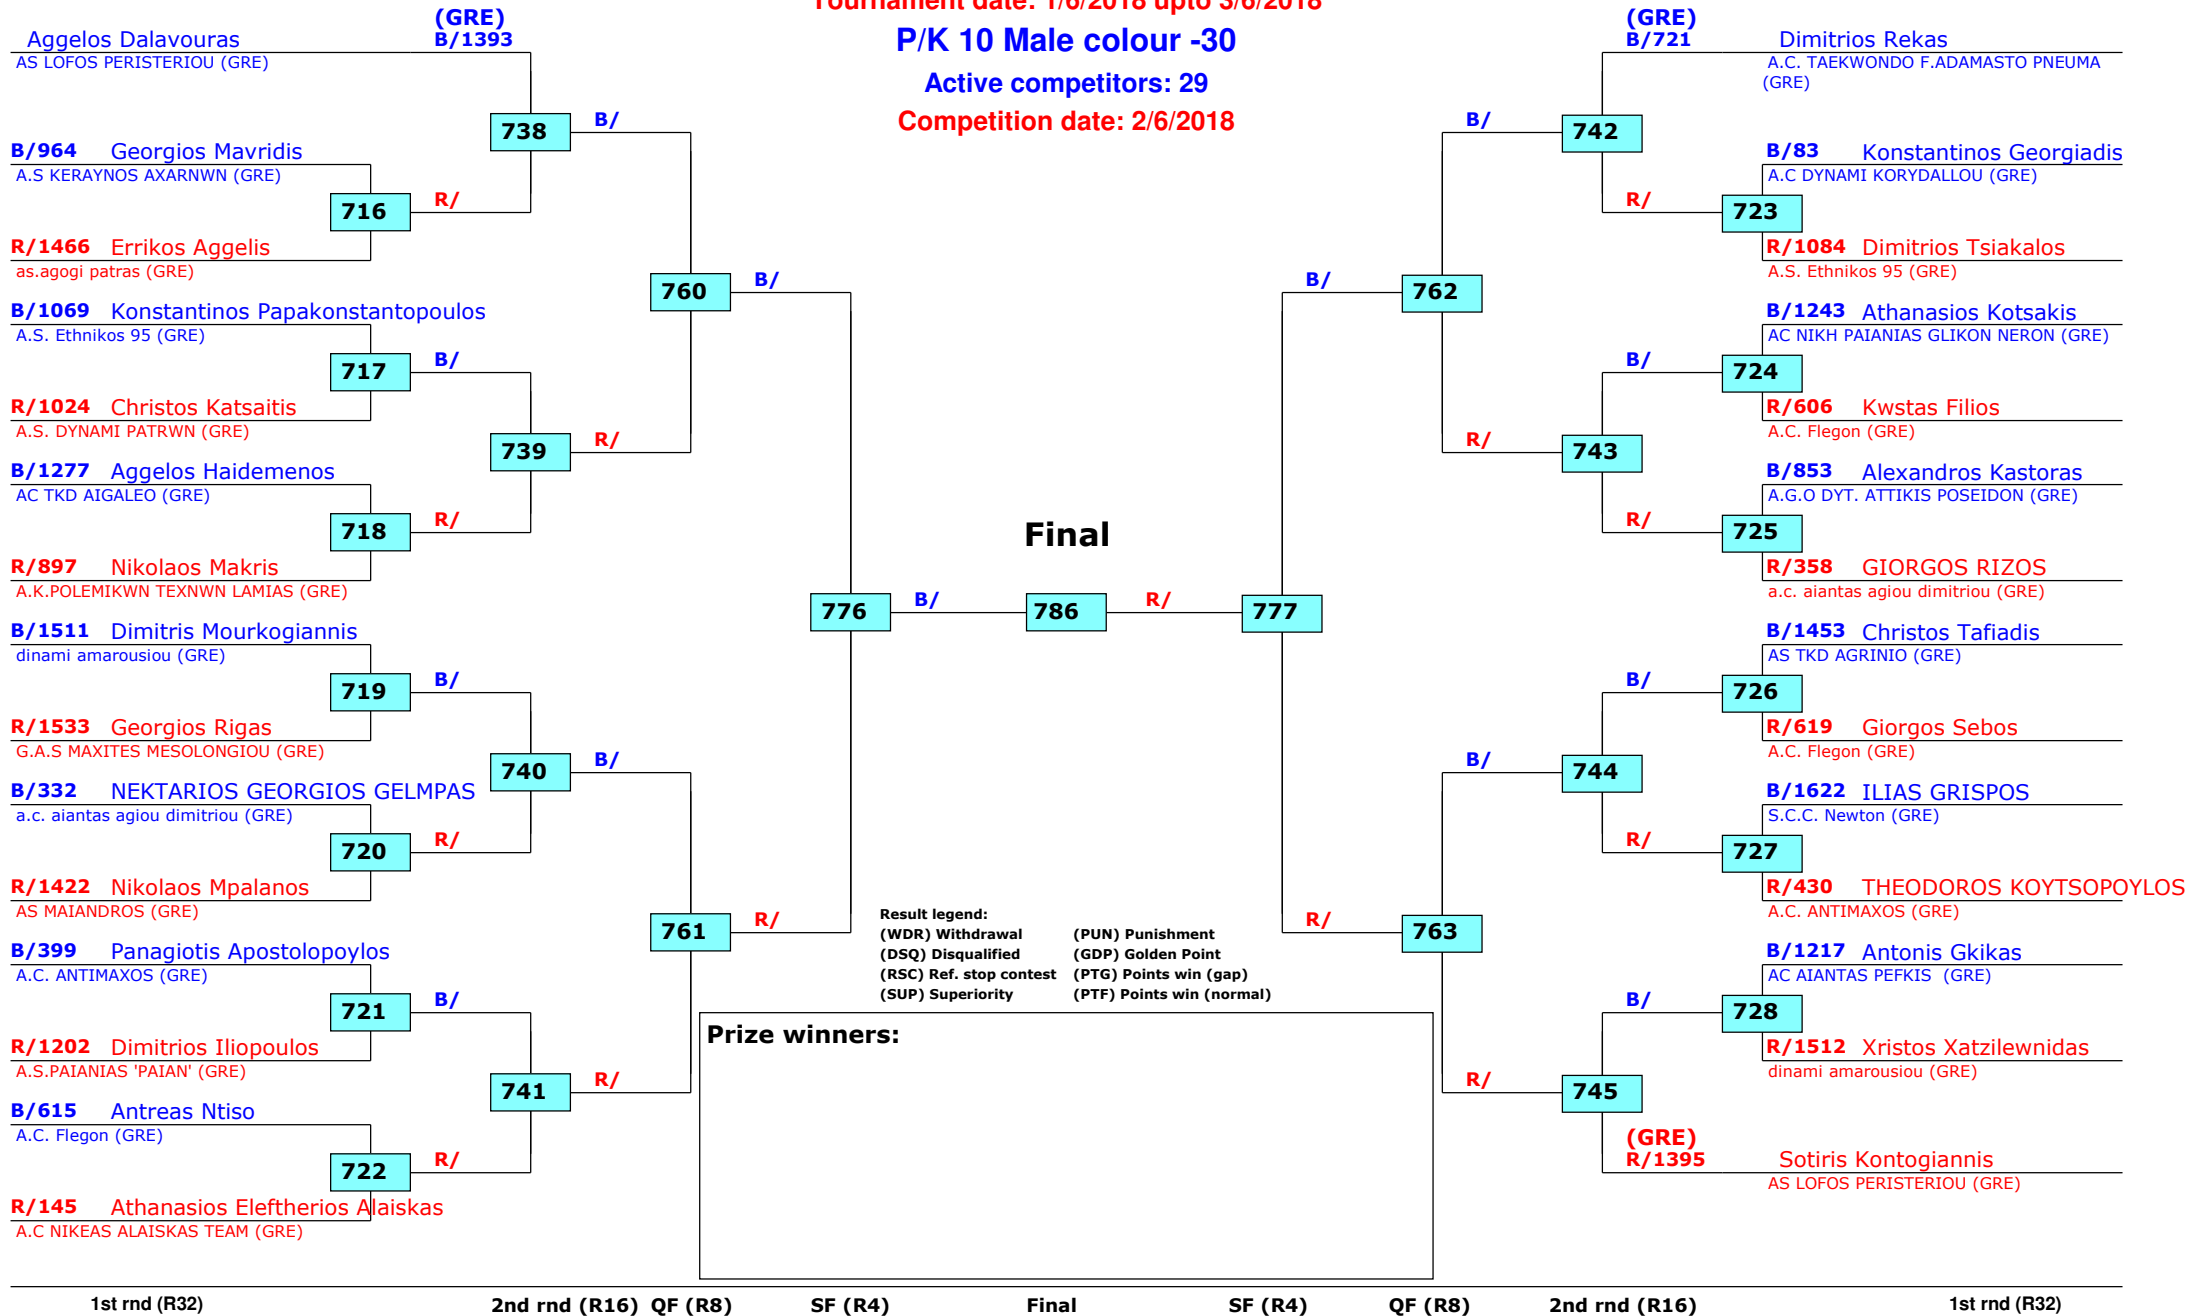 Tournament date: 1/6/2018 upto 3/6/2018
P/K 10 Male colour -30
Active competitors: 29
Competition date: 2/6/2018
(GRE)
Aggelos Dalavouras B/1393
AS LOFOS PERISTERIOU (GRE)
738
B/
B/964 Georgios Mavridis
A.S KERAYNOS AXARNWN (GRE)
716
R/
R/1466 Errikos Aggelis
as.agogi patras (GRE)
760
B/
B/1069 Konstantinos Papakonstantopoulos
A.S. Ethnikos 95 (GRE)
717
B/
R/1024 Christos Katsaitis
A.S. DYNAMI PATRWN (GRE)
739
R/
B/1277 Aggelos Haidemenos
AC TKD AIGALEO (GRE)
718
R/
R/897 Nikolaos Makris
A.K.POLEMIKWN TEXNWN LAMIAS (GRE)
776
B/
B/1511 Dimitris Mourkogiannis
dinami amarousiou (GRE)
719
B/
R/1533 Georgios Rigas
G.A.S MAXITES MESOLONGIOU (GRE)
740
B/
B/332 NEKTARIOS GEORGIOS GELMPAS
a.c. aiantas agiou dimitriou (GRE)
720
R/
R/1422 Nikolaos Mpalanos
AS MAIANDROS (GRE)
761
R/
B/399 Panagiotis Apostolopoylos
A.C. ANTIMAXOS (GRE)
721
B/
R/1202 Dimitrios Iliopoulos
A.S.PAIANIAS 'PAIAN' (GRE)
741
R/
B/615 Antreas Ntiso
A.C. Flegon (GRE)
722
R/
R/145 Athanasios Eleftherios Alaiskas
A.C NIKEAS ALAISKAS TEAM (GRE)
Final
786
R/
777
(GRE)
B/721 Dimitrios Rekas
A.C. TAEKWONDO F.ADAMASTO PNEUMA
(GRE)
B/
742
B/83 Konstantinos Georgiadis
A.C DYNAMI KORYDALLOU (GRE)
R/
723
R/1084 Dimitrios Tsiakalos
A.S. Ethnikos 95 (GRE)
B/
762
B/1243 Athanasios Kotsakis
AC NIKH PAIANIAS GLIKON NERON (GRE)
B/
724
R/606 Kwstas Filios
A.C. Flegon (GRE)
R/
743
B/853 Alexandros Kastoras
A.G.O DYT. ATTIKIS POSEIDON (GRE)
R/
725
R/358 GIORGOS RIZOS
a.c. aiantas agiou dimitriou (GRE)
B/1453 Christos Tafiadis
AS TKD AGRINIO (GRE)
B/
726
R/619 Giorgos Sebos
A.C. Flegon (GRE)
B/
744
B/1622 ILIAS GRISPOS
S.C.C. Newton (GRE)
R/
727
R/430 THEODOROS KOYTSOPOYLOS
A.C. ANTIMAXOS (GRE)
R/
763
B/1217 Antonis Gkikas
AC AIANTAS PEFKIS (GRE)
B/
728
R/1512 Xristos Xatzilewnidas
dinami amarousiou (GRE)
R/
745
(GRE)
R/1395 Sotiris Kontogiannis
AS LOFOS PERISTERIOU (GRE)
Result legend:
(WDR) Withdrawal (PUN) Punishment
(DSQ) Disqualified (GDP) Golden Point
(RSC) Ref. stop contest (PTG) Points win (gap)
(SUP) Superiority (PTF) Points win (normal)
Prize winners:
1st rnd (R32) 2nd rnd (R16) QF (R8) SF (R4) Final SF (R4) QF (R8) 2nd rnd (R16) 1st rnd (R32)